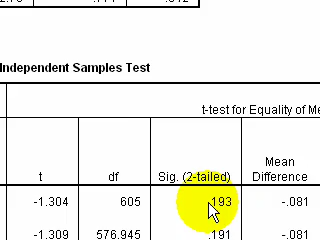 Independent Samples Test
t-test for Equality of Me
t df Sig. (2-tailed) Mean Difference
-1.304 605 .193 -.081
-1.309 576.945 .191 -.081